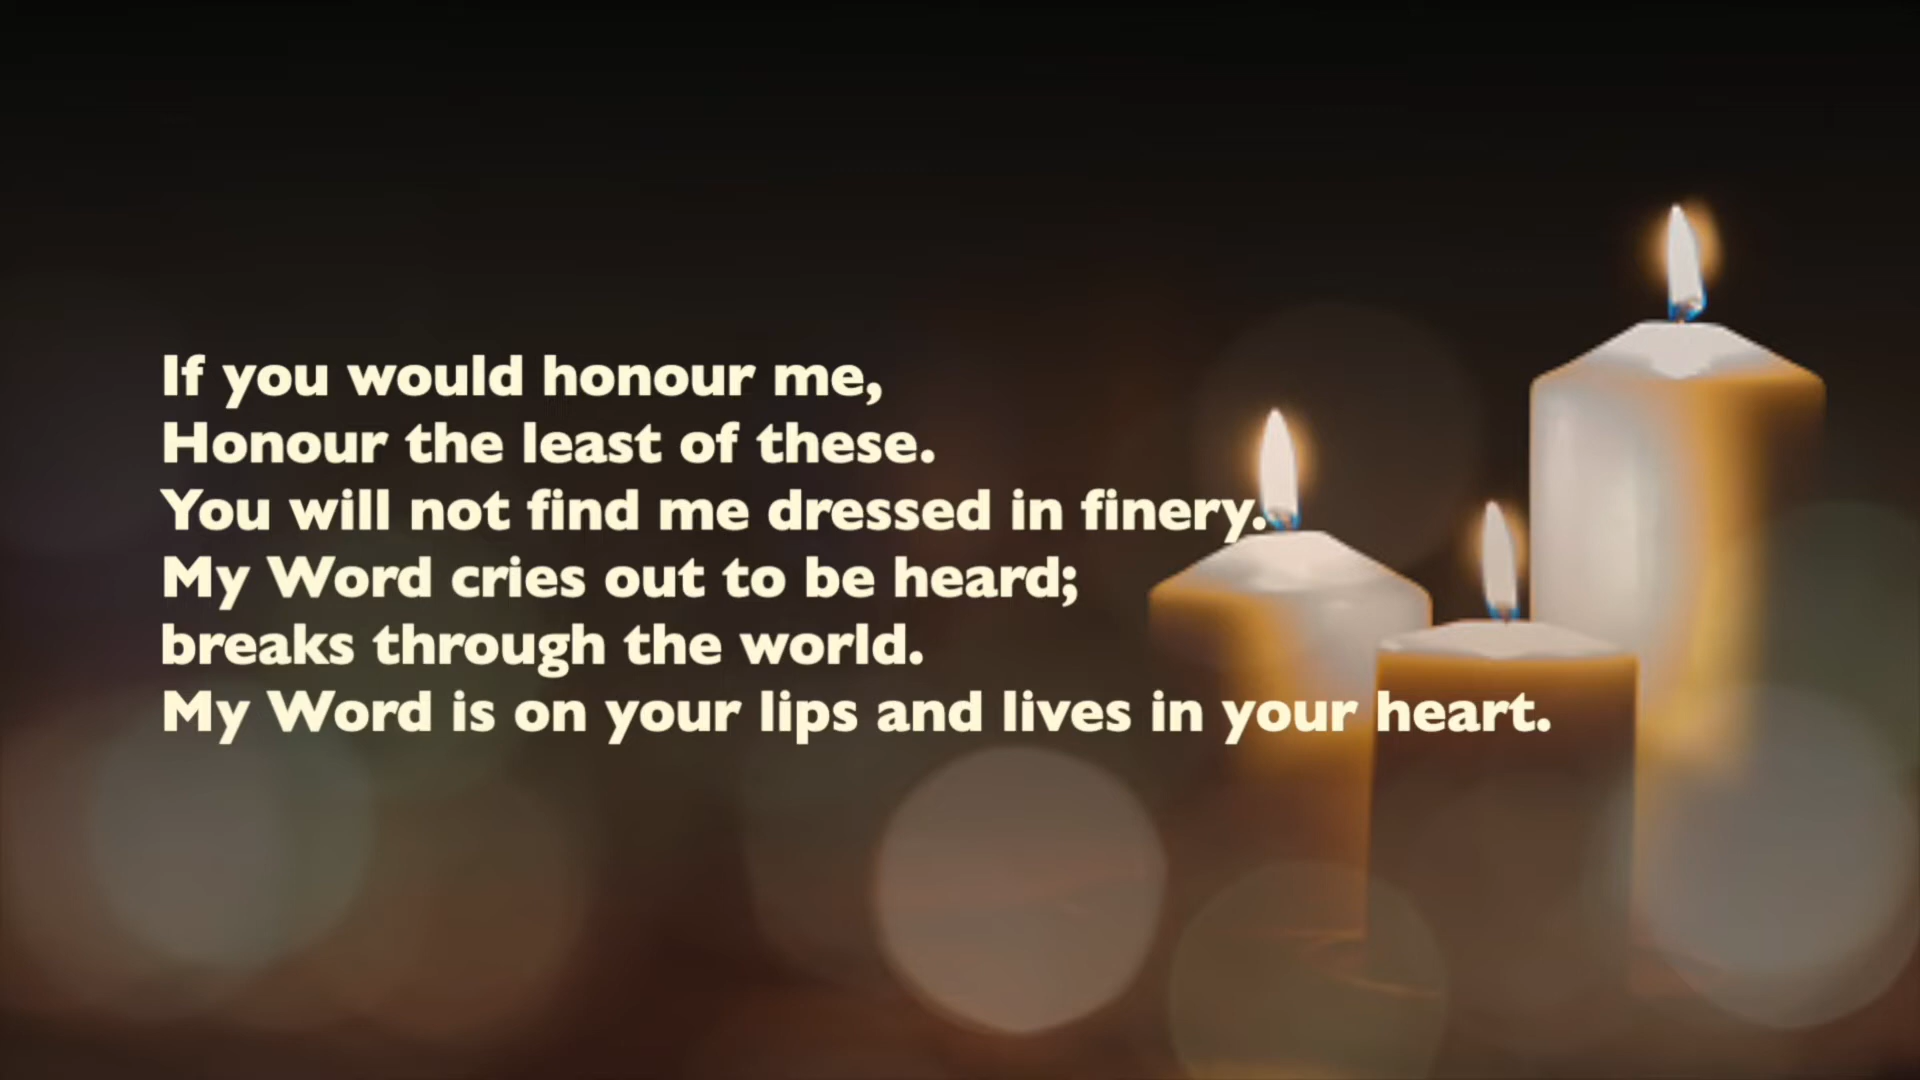 If you would honour me,
Honour the least of these.
You will not find me dressed in finery.
My Word cries out to be heard;
breaks through the world.
My Word is on your lips and lives in your heart.